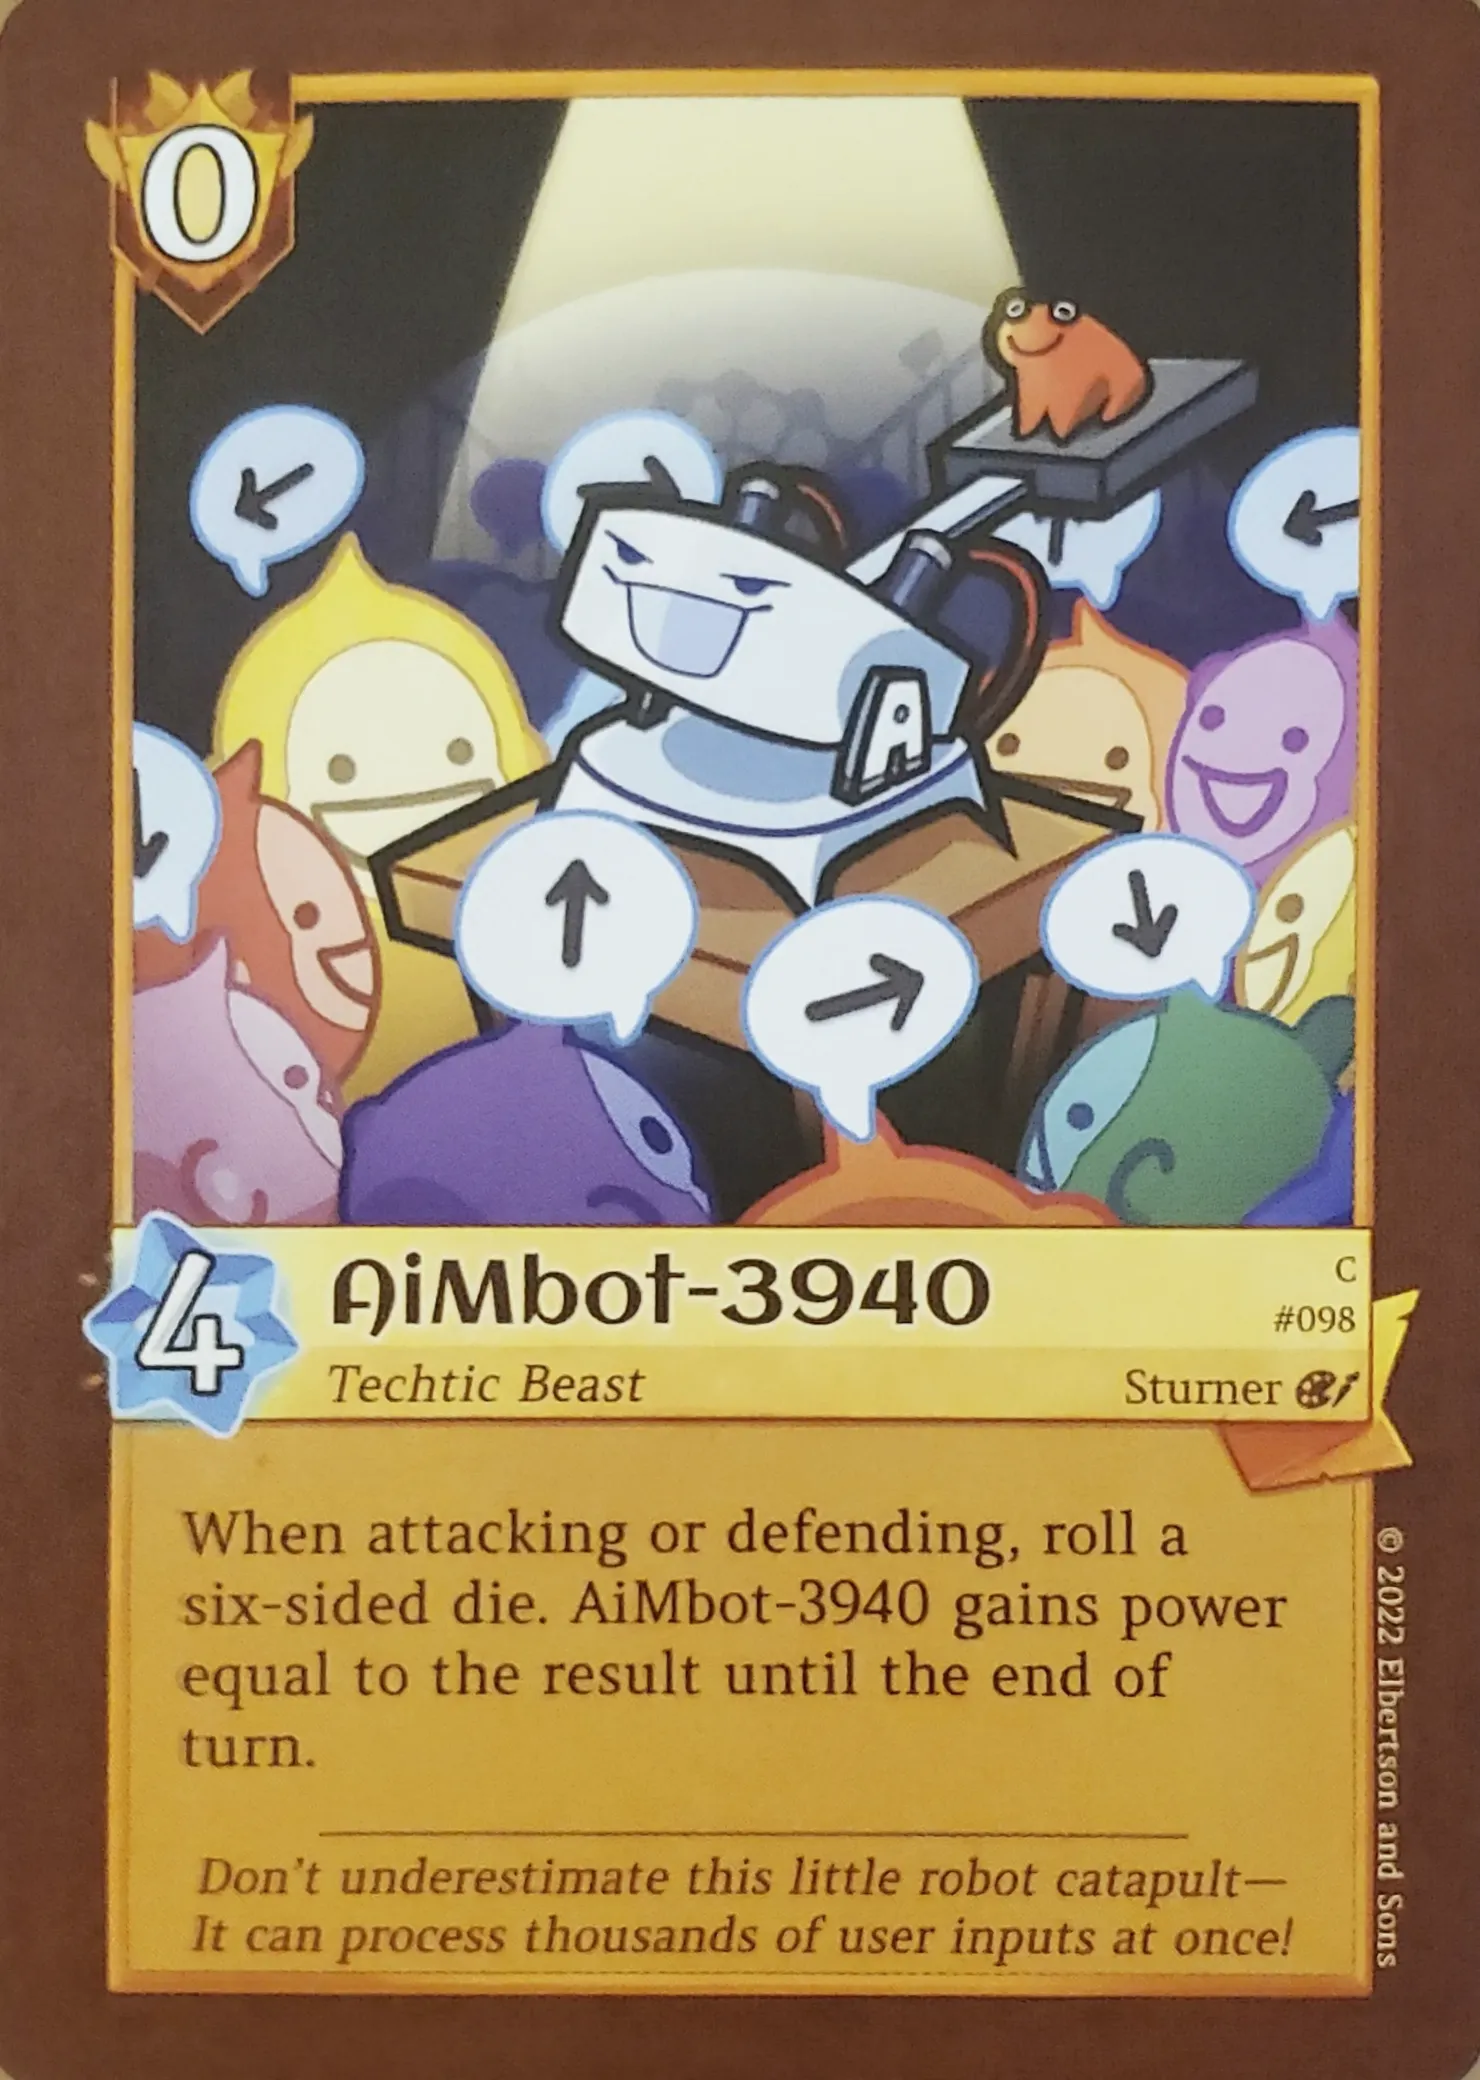 0
A
4
AiMbot-3940
C
#098
Techtic Beast
Sturner
When attacking or defending, roll a
six-sided die. AiMbot-3940 gains power
equal to the result until the end of
turn.
Don't underestimate this little robot catapult—
It can process thousands of user inputs at once!
© 2022 Elbertson and Sons